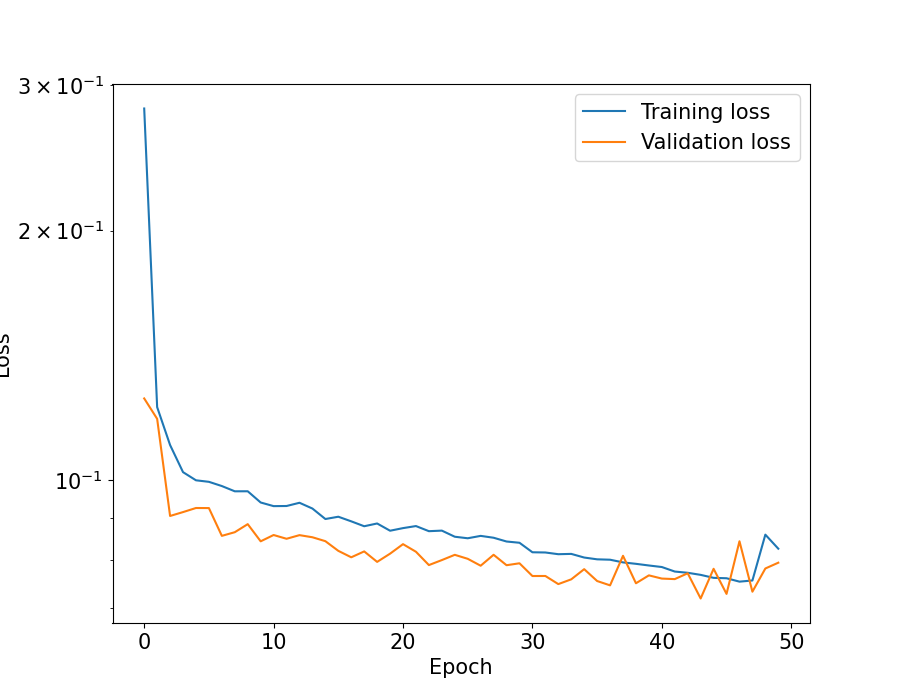 3 × 10⁻¹
2 × 10⁻¹
10⁻¹
Loss
Training loss
Validation loss
0 10 20 30 40 50
Epoch